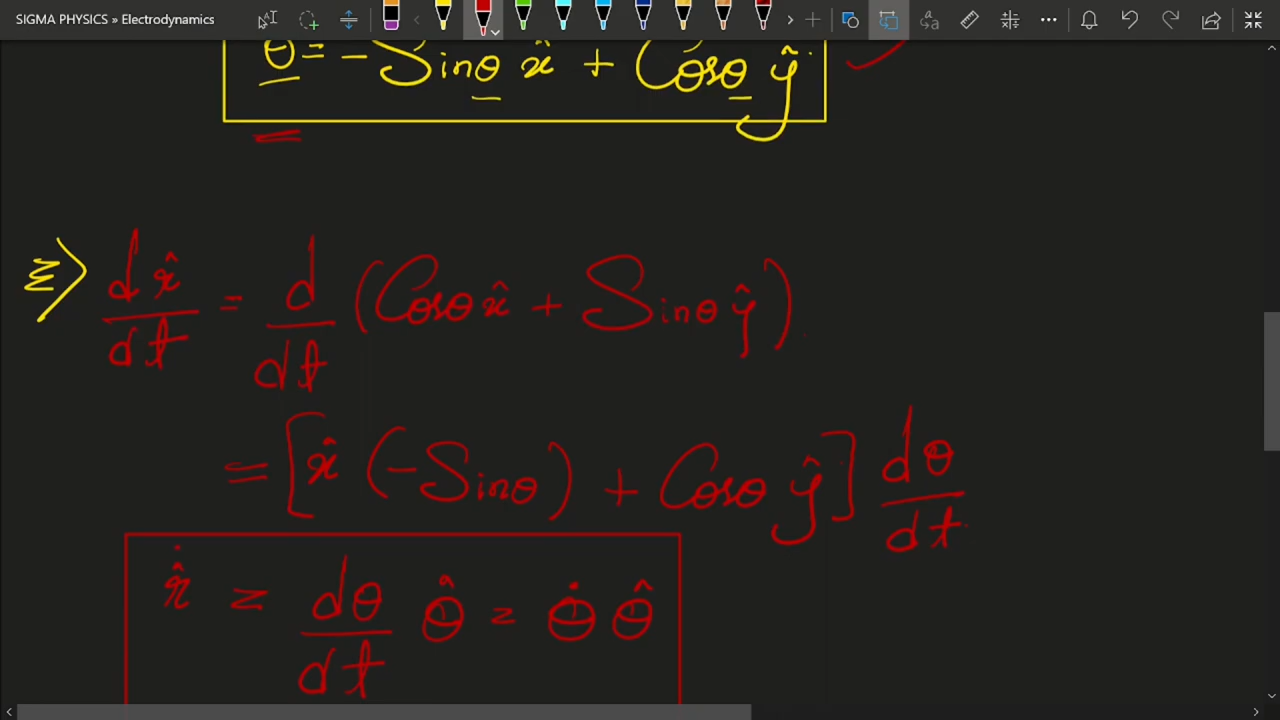 SIGMA PHYSICS » Electrodynamics
θ̂ = - Sinθ x̂ + Cosθ ŷ
dr̂/dt = d/dt (Cosθ x̂ + Sinθ ŷ)
= [x̂ (-Sinθ) + Cosθ ŷ] dθ/dt
r̂̇ = dθ/dt θ̂ = θ̇ θ̂